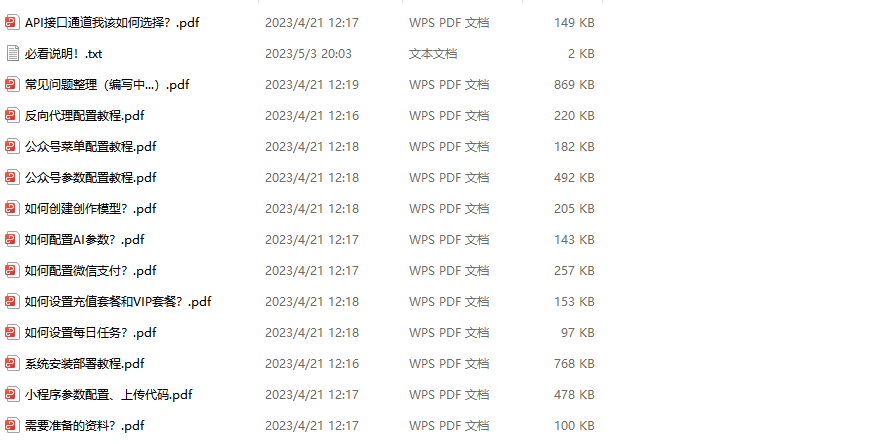 API接口通道我该如何选择？.pdf 2023/4/21 12:17 WPS PDF 文档 149 KB
必看说明！.txt 2023/5/3 20:03 文本文档 2 KB
常见问题整理（编写中...）.pdf 2023/4/21 12:19 WPS PDF 文档 869 KB
反向代理配置教程.pdf 2023/4/21 12:16 WPS PDF 文档 220 KB
公众号菜单配置教程.pdf 2023/4/21 12:18 WPS PDF 文档 182 KB
公众号参数配置教程.pdf 2023/4/21 12:18 WPS PDF 文档 492 KB
如何创建创作模型？.pdf 2023/4/21 12:18 WPS PDF 文档 205 KB
如何配置AI参数？.pdf 2023/4/21 12:17 WPS PDF 文档 143 KB
如何配置微信支付？.pdf 2023/4/21 12:17 WPS PDF 文档 257 KB
如何设置充值套餐和VIP套餐？.pdf 2023/4/21 12:18 WPS PDF 文档 153 KB
如何设置每日任务？.pdf 2023/4/21 12:18 WPS PDF 文档 97 KB
系统安装部署教程.pdf 2023/4/21 12:16 WPS PDF 文档 768 KB
小程序参数配置、上传代码.pdf 2023/4/21 12:17 WPS PDF 文档 478 KB
需要准备的资料？.pdf 2023/4/21 12:17 WPS PDF 文档 100 KB